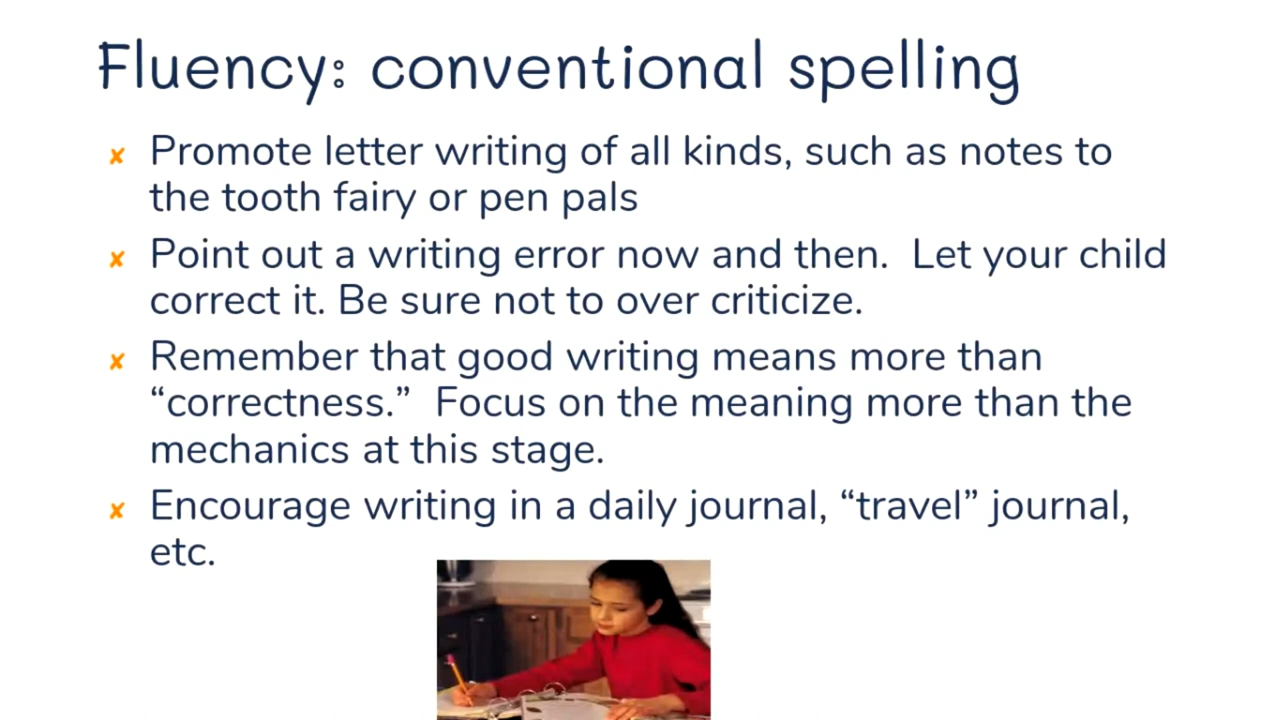 Fluency: conventional spelling
✘ Promote letter writing of all kinds, such as notes to
the tooth fairy or pen pals
✘ Point out a writing error now and then.  Let your child
correct it. Be sure not to over criticize.
✘ Remember that good writing means more than
“correctness.”  Focus on the meaning more than the
mechanics at this stage.
✘ Encourage writing in a daily journal, “travel” journal,
etc.